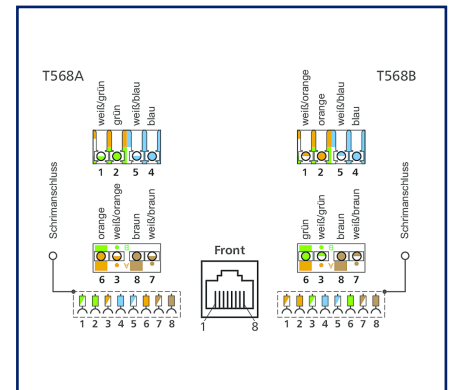 T568A
T568B
weiß/grün
grün
weiß/blau
blau
weiß/orange
orange
weiß/blau
blau
1 2 5 4
1 2 5 4
Schrimanschluss
Schrimanschluss
orange
weiß/orange
braun
weiß/braun
grün
weiß/grün
braun
weiß/braun
B
A
B
A
6 3 8 7
6 3 8 7
Front
1 8
1 2 3 4 5 6 7 8
1 2 3 4 5 6 7 8